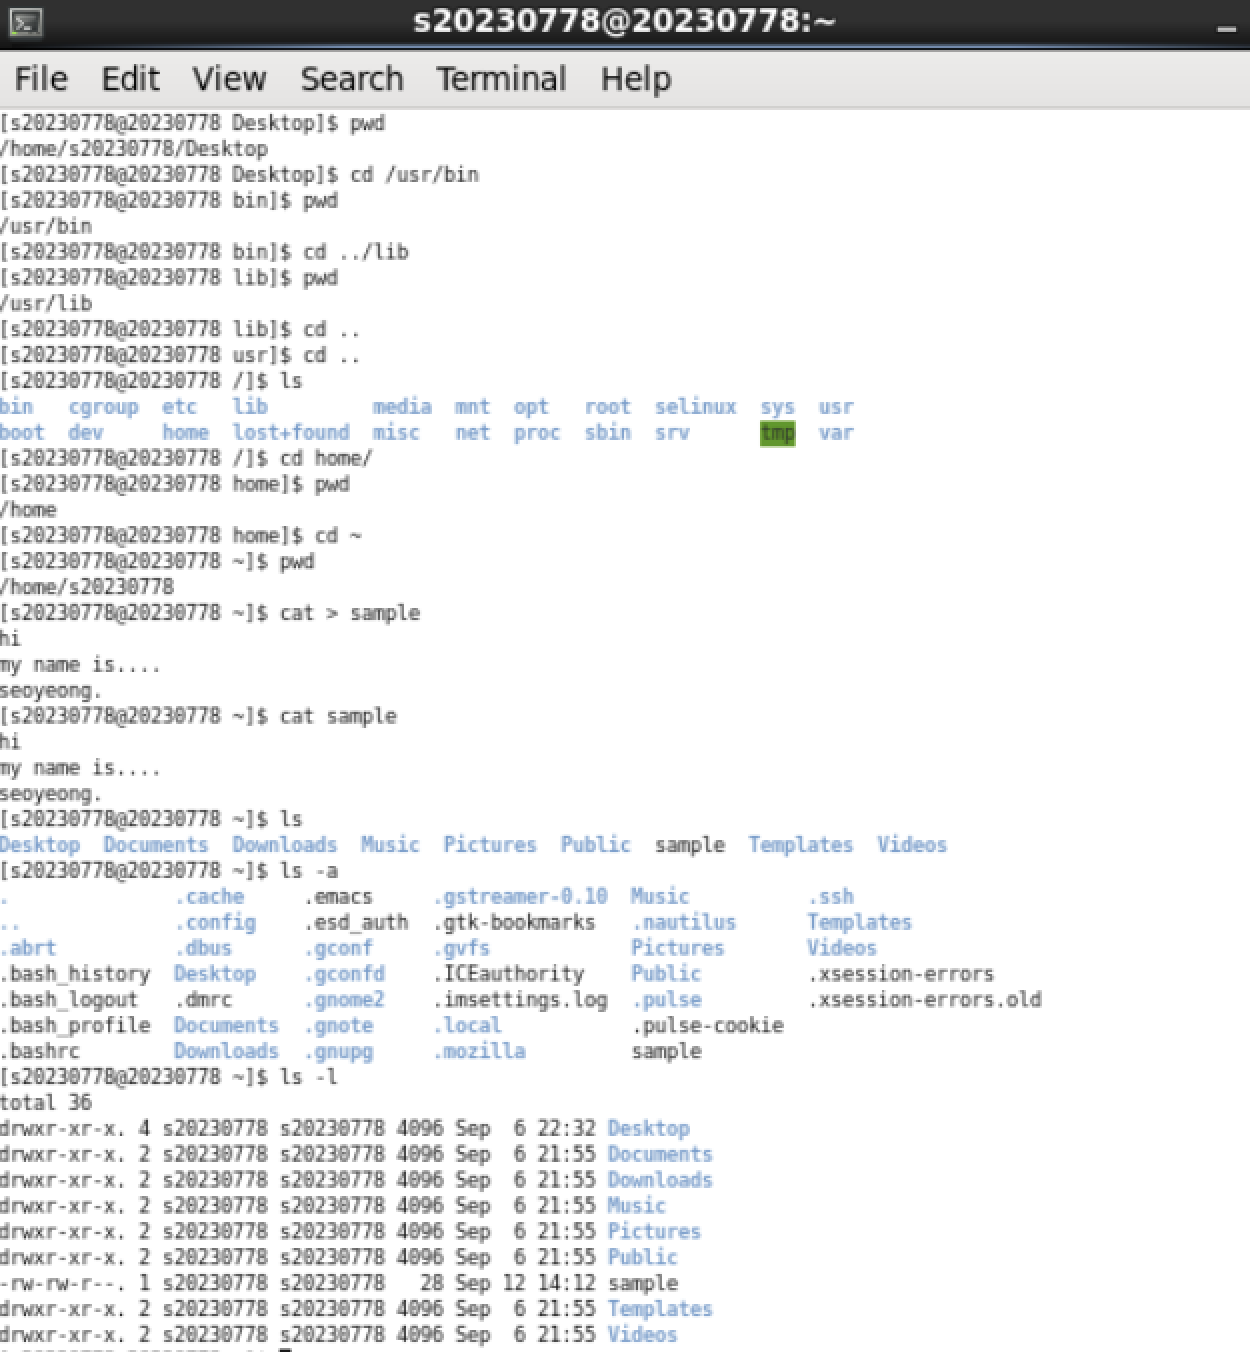 s20230778@20230778:~
File Edit View Search Terminal Help
[s20230778@20230778 Desktop]$ pwd
/home/s20230778/Desktop
[s20230778@20230778 Desktop]$ cd /usr/bin
[s20230778@20230778 bin]$ pwd
/usr/bin
[s20230778@20230778 bin]$ cd ../lib
[s20230778@20230778 lib]$ pwd
/usr/lib
[s20230778@20230778 lib]$ cd ..
[s20230778@20230778 usr]$ cd ..
[s20230778@20230778 /]$ ls
bin cgroup etc lib media mnt opt root selinux sys usr
boot dev home lost+found misc net proc sbin srv tmp var
[s20230778@20230778 /]$ cd home/
[s20230778@20230778 home]$ pwd
/home
[s20230778@20230778 home]$ cd ~
[s20230778@20230778 ~]$ pwd
/home/s20230778
[s20230778@20230778 ~]$ cat > sample
hi
my name is....
seoyeong.
[s20230778@20230778 ~]$ cat sample
hi
my name is....
seoyeong.
[s20230778@20230778 ~]$ ls
Desktop Documents Downloads Music Pictures Public sample Templates Videos
[s20230778@20230778 ~]$ ls -a
. .cache .emacs .gstreamer-0.10 Music .ssh
.. .config .esd_auth .gtk-bookmarks .nautilus Templates
.abrt .dbus .gconf .gvfs Pictures Videos
.bash_history Desktop .gconfd .ICEauthority Public .xsession-errors
.bash_logout .dmrc .gnome2 .imsettings.log .pulse .xsession-errors.old
.bash_profile Documents .gnote .local .pulse-cookie
.bashrc Downloads .gnupg .mozilla sample
[s20230778@20230778 ~]$ ls -l
total 36
drwxr-xr-x. 4 s20230778 s20230778 4096 Sep 6 22:32 Desktop
drwxr-xr-x. 2 s20230778 s20230778 4096 Sep 6 21:55 Documents
drwxr-xr-x. 2 s20230778 s20230778 4096 Sep 6 21:55 Downloads
drwxr-xr-x. 2 s20230778 s20230778 4096 Sep 6 21:55 Music
drwxr-xr-x. 2 s20230778 s20230778 4096 Sep 6 21:55 Pictures
drwxr-xr-x. 2 s20230778 s20230778 4096 Sep 6 21:55 Public
-rw-rw-r--. 1 s20230778 s20230778 28 Sep 12 14:12 sample
drwxr-xr-x. 2 s20230778 s20230778 4096 Sep 6 21:55 Templates
drwxr-xr-x. 2 s20230778 s20230778 4096 Sep 6 21:55 Videos